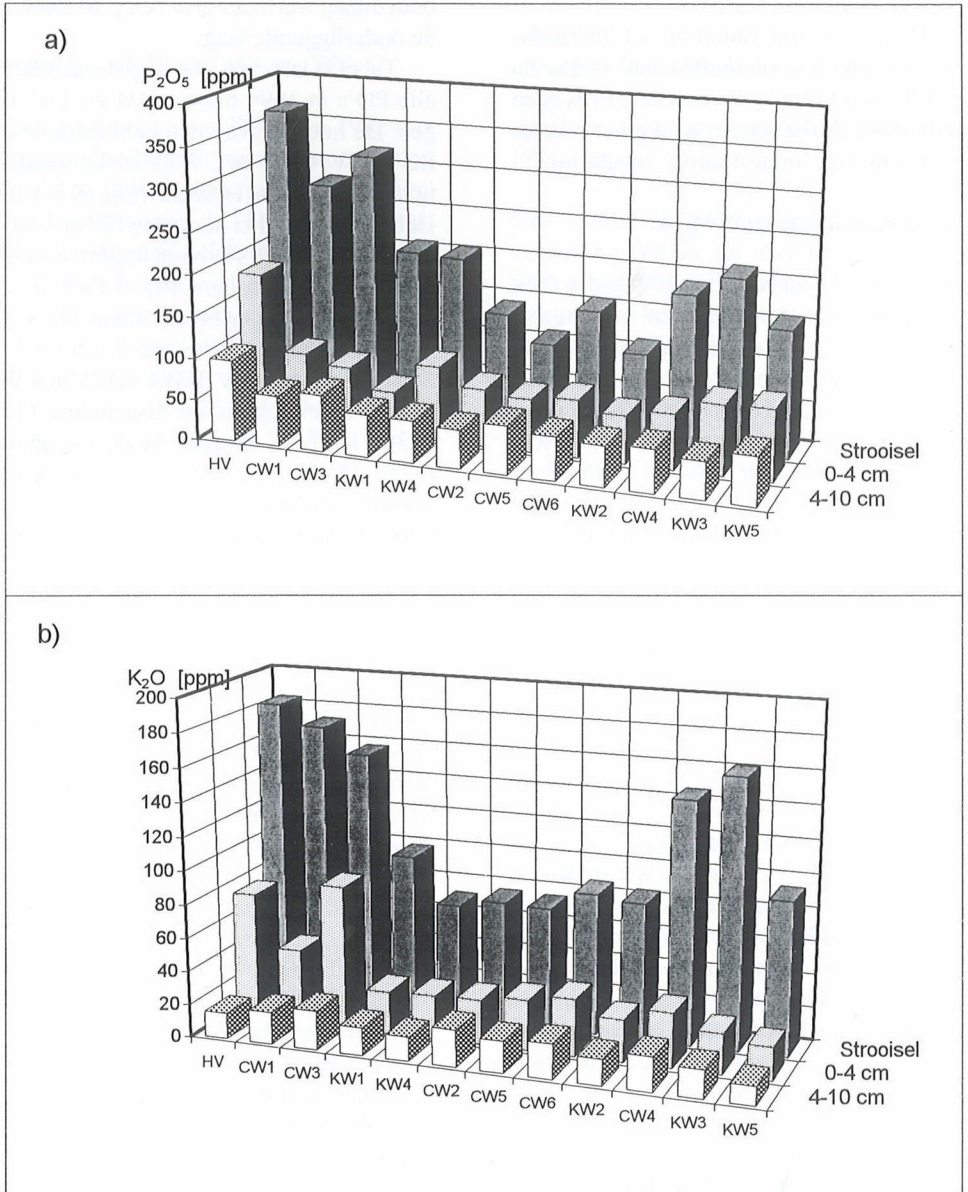 a)
P₂O₅ [ppm]
400
350
300
250
200
150
100
50
0
HV CW1 CW3 KW1 KW4 CW2 CW5 CW6 KW2 CW4 KW3 KW5
Strooisel
0-4 cm
4-10 cm
b)
K₂O [ppm]
200
180
160
140
120
100
80
60
40
20
0
HV CW1 CW3 KW1 KW4 CW2 CW5 CW6 KW2 CW4 KW3 KW5
Strooisel
0-4 cm
4-10 cm